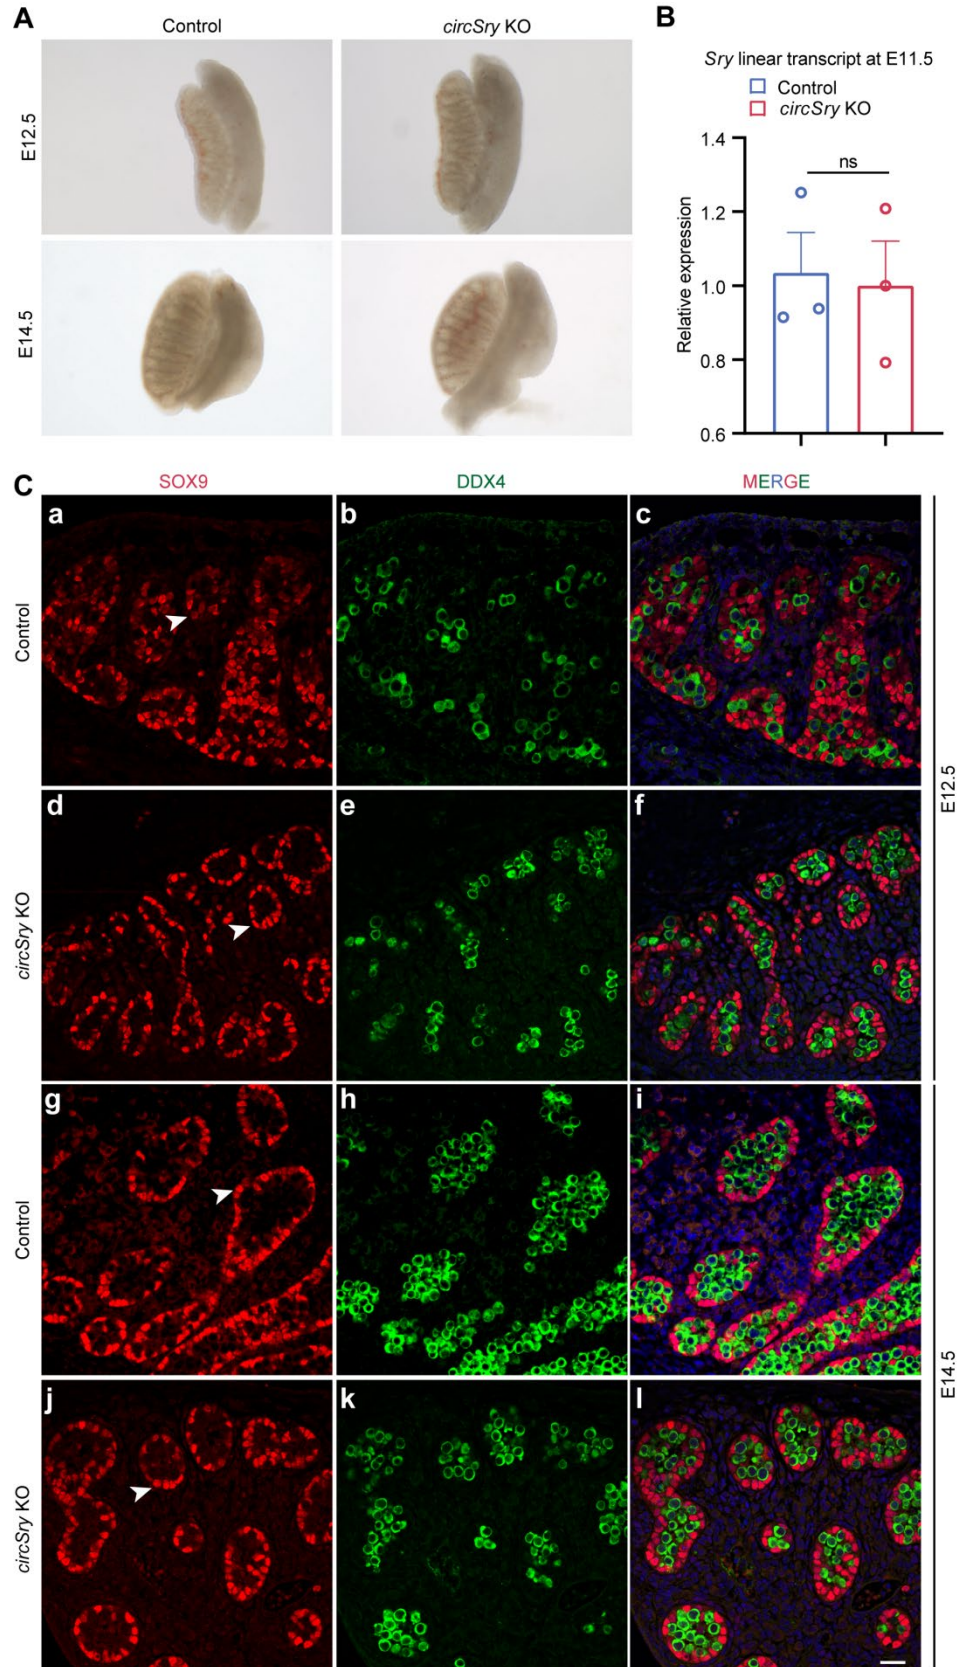 A
Control
circSry KO
E12.5
E14.5
B
Sry linear transcript at E11.5
Control
circSry KO
ns
Relative expression
1.4
1.2
1.0
0.8
0.6
C
SOX9
DDX4
MERGE
Control
a
b
c
circSry KO
d
e
f
E12.5
Control
g
h
i
circSry KO
j
k
l
E14.5